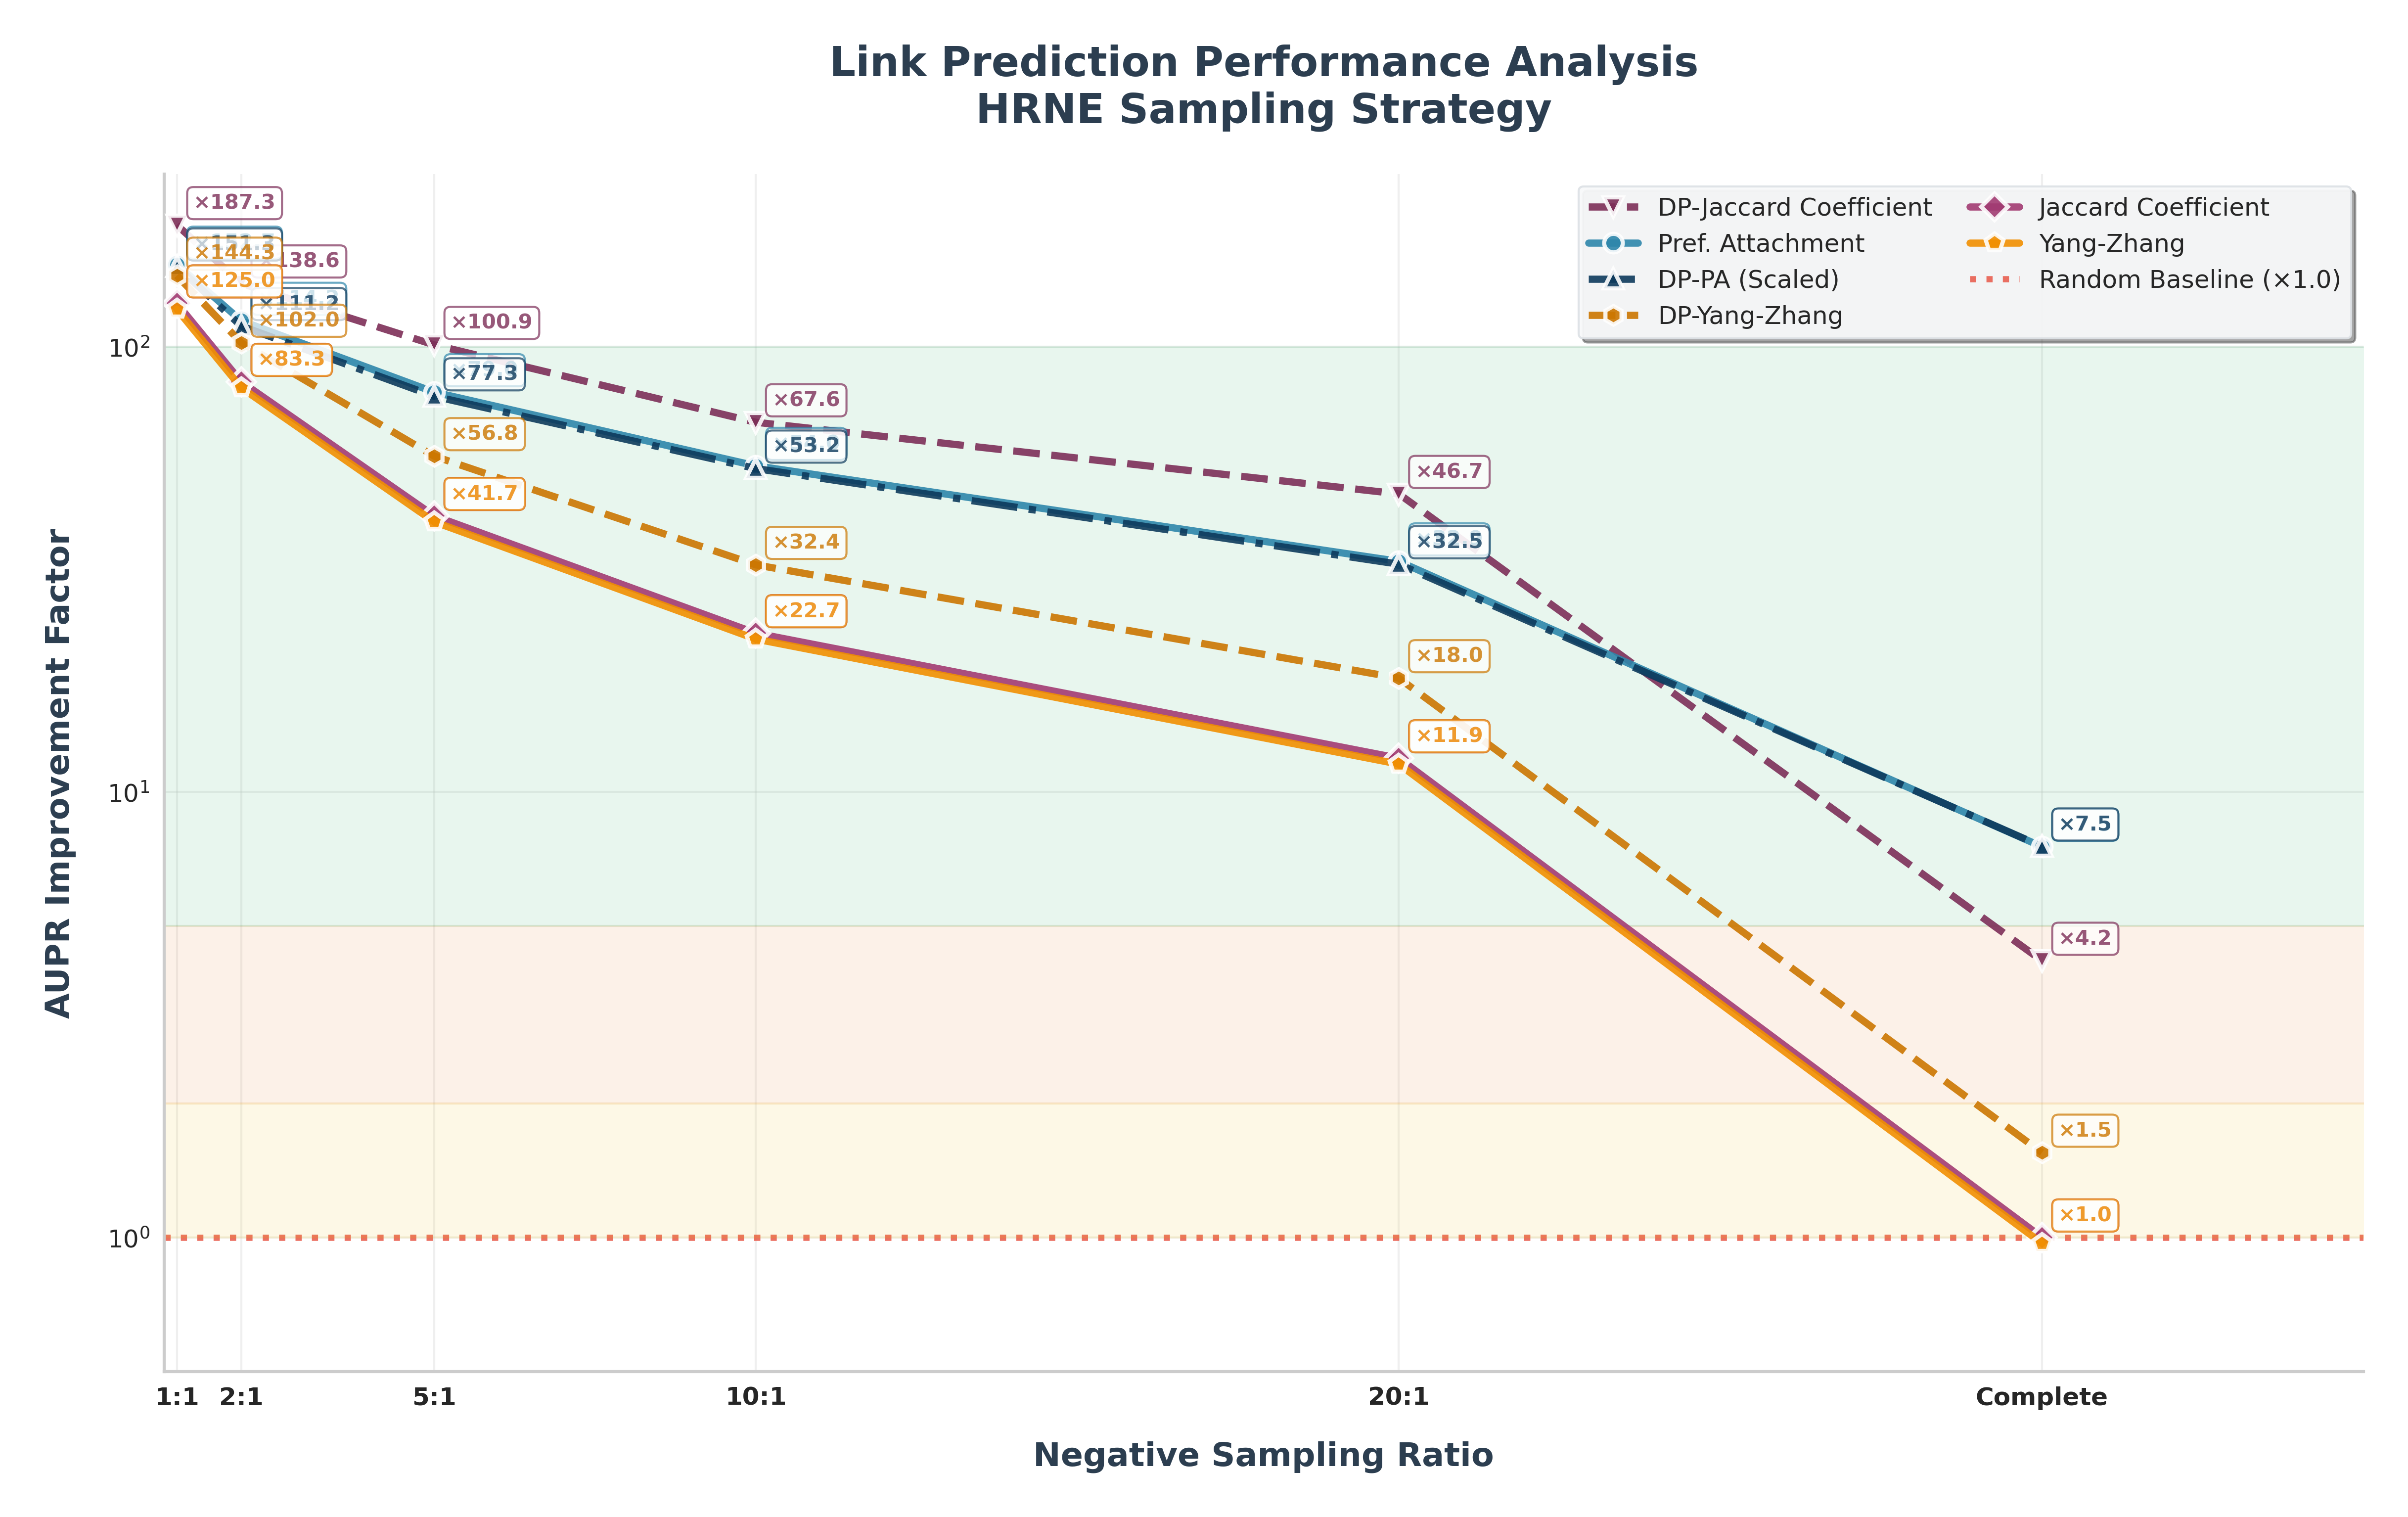 Link Prediction Performance Analysis
HRNE Sampling Strategy
AUPR Improvement Factor
10²
10¹
10⁰
DP-Jaccard Coefficient
Pref. Attachment
DP-PA (Scaled)
DP-Yang-Zhang
Jaccard Coefficient
Yang-Zhang
Random Baseline (×1.0)
×187.3
×144.3
×125.0
138.6
×111.2
×102.0
×83.3
×100.9
×77.3
×56.8
×41.7
×67.6
×53.2
×32.4
×22.7
×46.7
×32.5
×18.0
×11.9
×7.5
×4.2
×1.5
×1.0
1:1 2:1 5:1 10:1 20:1 Complete
Negative Sampling Ratio